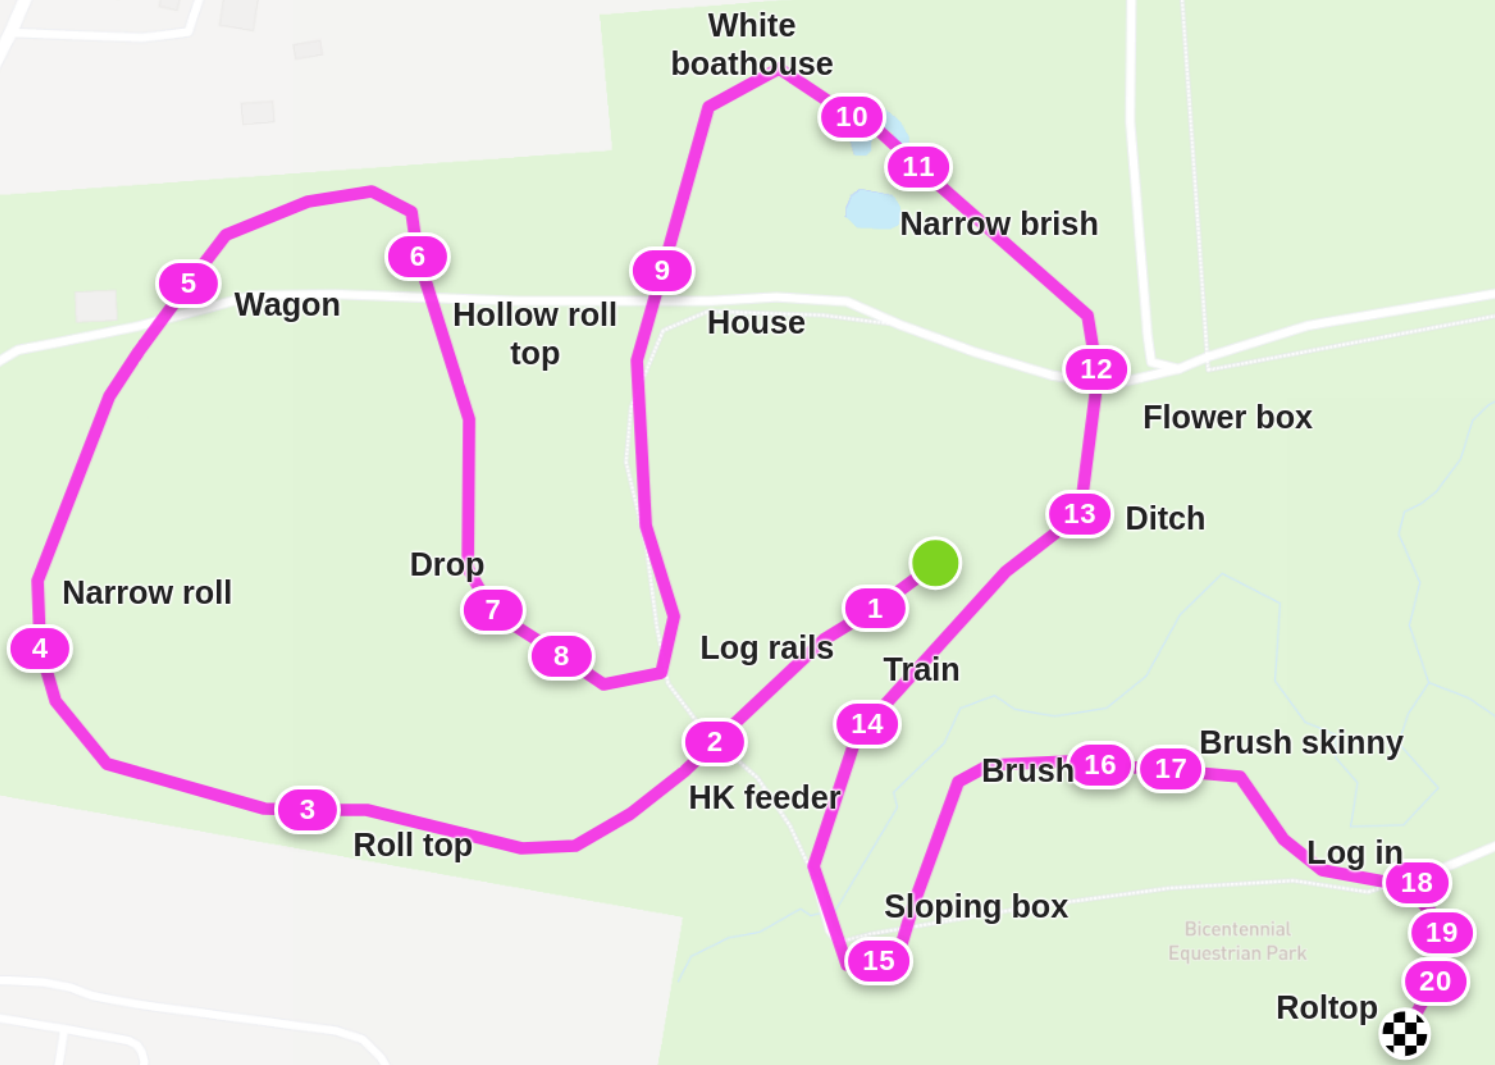 White
boathouse
10
11
Narrow brish
6
5
9
Wagon
Hollow roll
top
House
12
Flower box
13
Ditch
Drop
Narrow roll
7
1
4
8
Log rails
Train
2
14
Brush skinny
Brush
16
17
HK feeder
3
Roll top
Log in
18
Sloping box
15
19
Bicentennial
Equestrian Park
20
Roltop